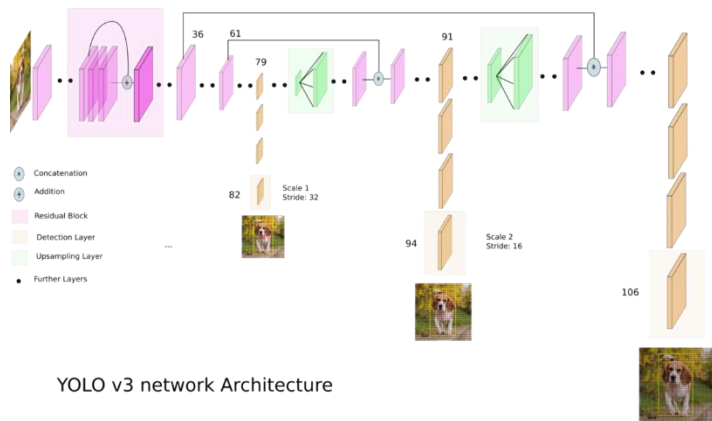 36
61
79
91
Concatenation
Addition
Residual Block
Detection Layer
Upsampling Layer
Further Layers
...
82
Scale 1
Stride: 32
94
Scale 2
Stride: 16
106
YOLO v3 network Architecture